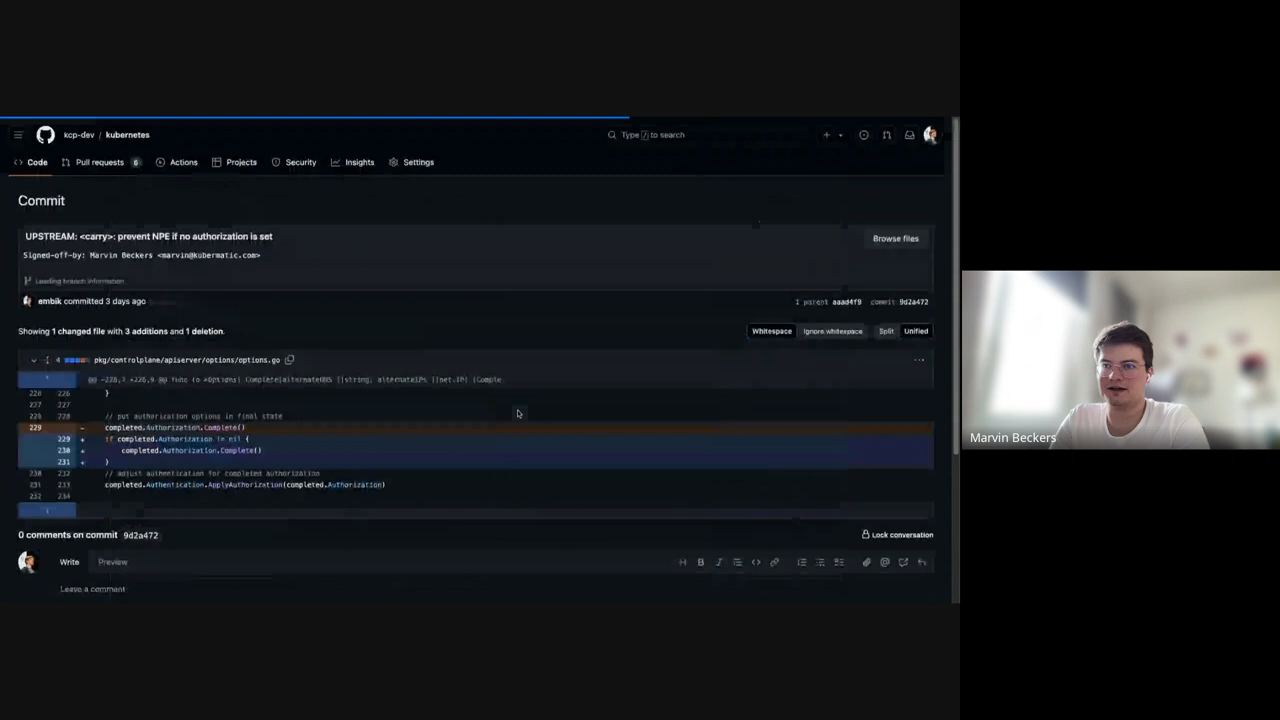 kcp-dev / kubernetes
Type / to search
Code
Pull requests 6
Actions
Projects
Security
Insights
Settings
Commit
UPSTREAM: <carry>: prevent NPE if no authorization is set
Browse files
Signed-off-by: Marvin Beckers <marvin@kubermatic.com>
Loading branch information
embik committed 3 days ago
1 parent aaad4f9 commit 9d2a472
Showing 1 changed file with 3 additions and 1 deletion.
Whitespace Ignore whitespace Split Unified
4 pkg/controlplane/apiserver/options/options.go
226 }
227
228 // put authorization options in final state
229 - completed.Authorization.Complete()
229 + if completed.Authorization != nil {
230 + completed.Authorization.Complete()
231 + }
230 232 // adjust authentication for completed authorization
231 233 completed.Authentication.ApplyAuthorization(completed.Authorization)
232 234
0 comments on commit 9d2a472
Lock conversation
Write Preview
Leave a comment
Marvin Beckers